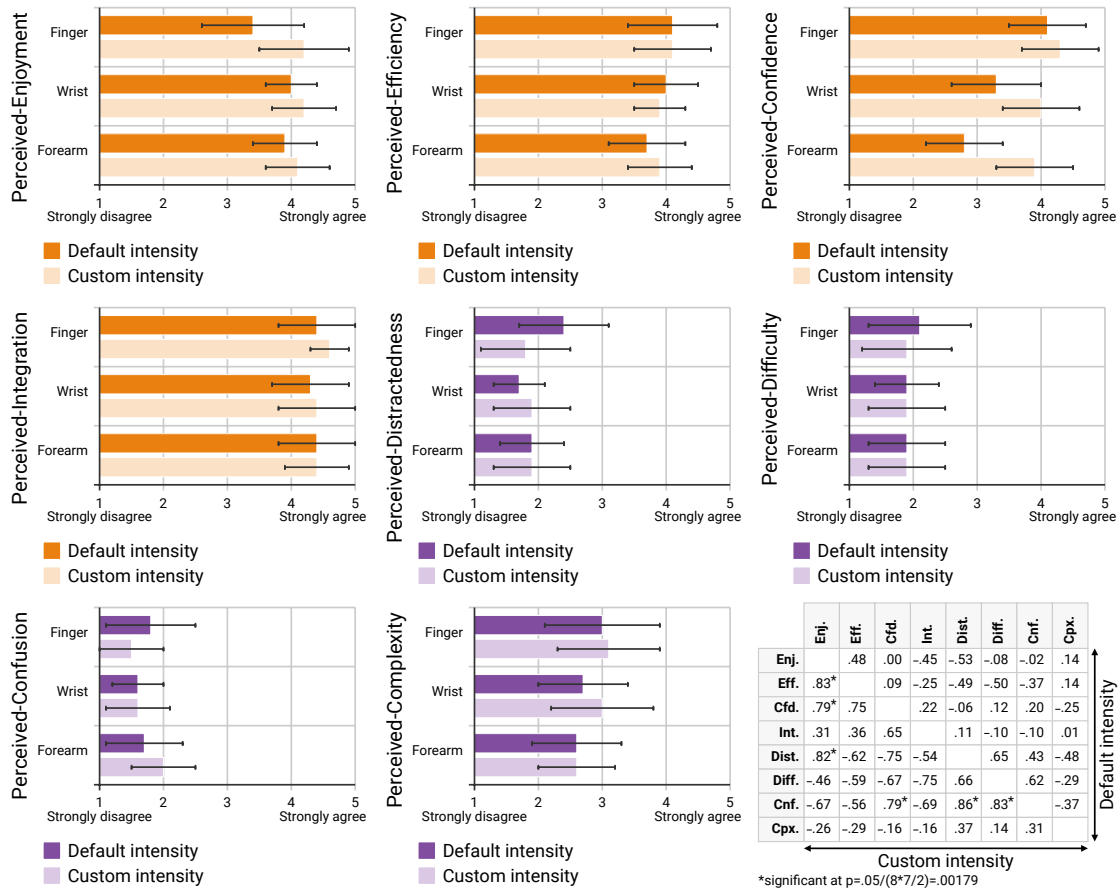 Perceived-Enjoyment
Finger
Wrist
Forearm
1 2 3 4 5
Strongly disagree Strongly agree
Default intensity
Custom intensity
Perceived-Efficiency
Finger
Wrist
Forearm
1 2 3 4 5
Strongly disagree Strongly agree
Default intensity
Custom intensity
Perceived-Confidence
Finger
Wrist
Forearm
1 2 3 4 5
Strongly disagree Strongly agree
Default intensity
Custom intensity
Perceived-Integration
Finger
Wrist
Forearm
1 2 3 4 5
Strongly disagree Strongly agree
Default intensity
Custom intensity
Perceived-Distractedness
Finger
Wrist
Forearm
1 2 3 4 5
Strongly disagree Strongly agree
Default intensity
Custom intensity
Perceived-Difficulty
Finger
Wrist
Forearm
1 2 3 4 5
Strongly disagree Strongly agree
Default intensity
Custom intensity
Perceived-Confusion
Finger
Wrist
Forearm
1 2 3 4 5
Strongly disagree Strongly agree
Default intensity
Custom intensity
Perceived-Complexity
Finger
Wrist
Forearm
1 2 3 4 5
Strongly disagree Strongly agree
Default intensity
Custom intensity
Enj. Eff. Cfd. Int. Dist. Diff. Cnf. Cpx.
Enj. .48 .00 −.45 −.53 −.08 −.02 .14
Eff. .83* .09 −.25 −.49 −.50 −.37 .14
Cfd. .79* .75 .22 −.06 .12 .20 −.25
Int. .31 .36 .65 .11 −.10 −.10 .01
Dist. .82* −.62 −.75 −.54 .65 .43 −.48
Diff. −.46 −.59 −.67 −.75 .66 .62 −.29
Cnf. −.67 −.56 .79* −.69 .86* .83* −.37
Cpx. −.26 −.29 −.16 −.16 .37 .14 .31
Default intensity
Custom intensity
*significant at p=.05/(8*7/2)=.00179